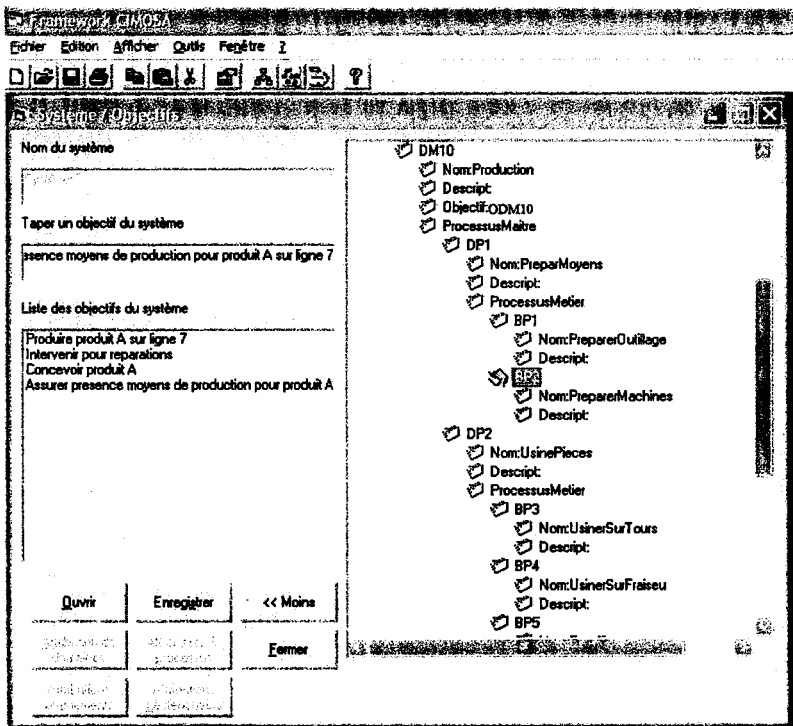 Framework CIMOSA
Fichier Edition Afficher Outils Fenêtre ?
Système / Objectifs
Nom du système
Taper un objectif du système
ssence moyens de production pour produit A sur ligne 7
Liste des objectifs du système
Produire produit A sur ligne 7
Intervenir pour reparations
Concevoir produit A
Assurer presence moyens de production pour produit A
Ouvrir
Enregistrer
<< Moins
Fermer
DM10
Nom:Production
Descript:
Objectif:ODM10
ProcessusMaitre
DP1
Nom:PreparMoyens
Descript:
ProcessusMetier
BP1
Nom:PreparerOutillage
Descript:
Nom:PreparerMachines
Descript:
DP2
Nom:UsinePieces
Descript:
ProcessusMetier
BP3
Nom:UsinerSurTours
Descript:
BP4
Nom:UsinerSurFraiseu
Descript:
BP5